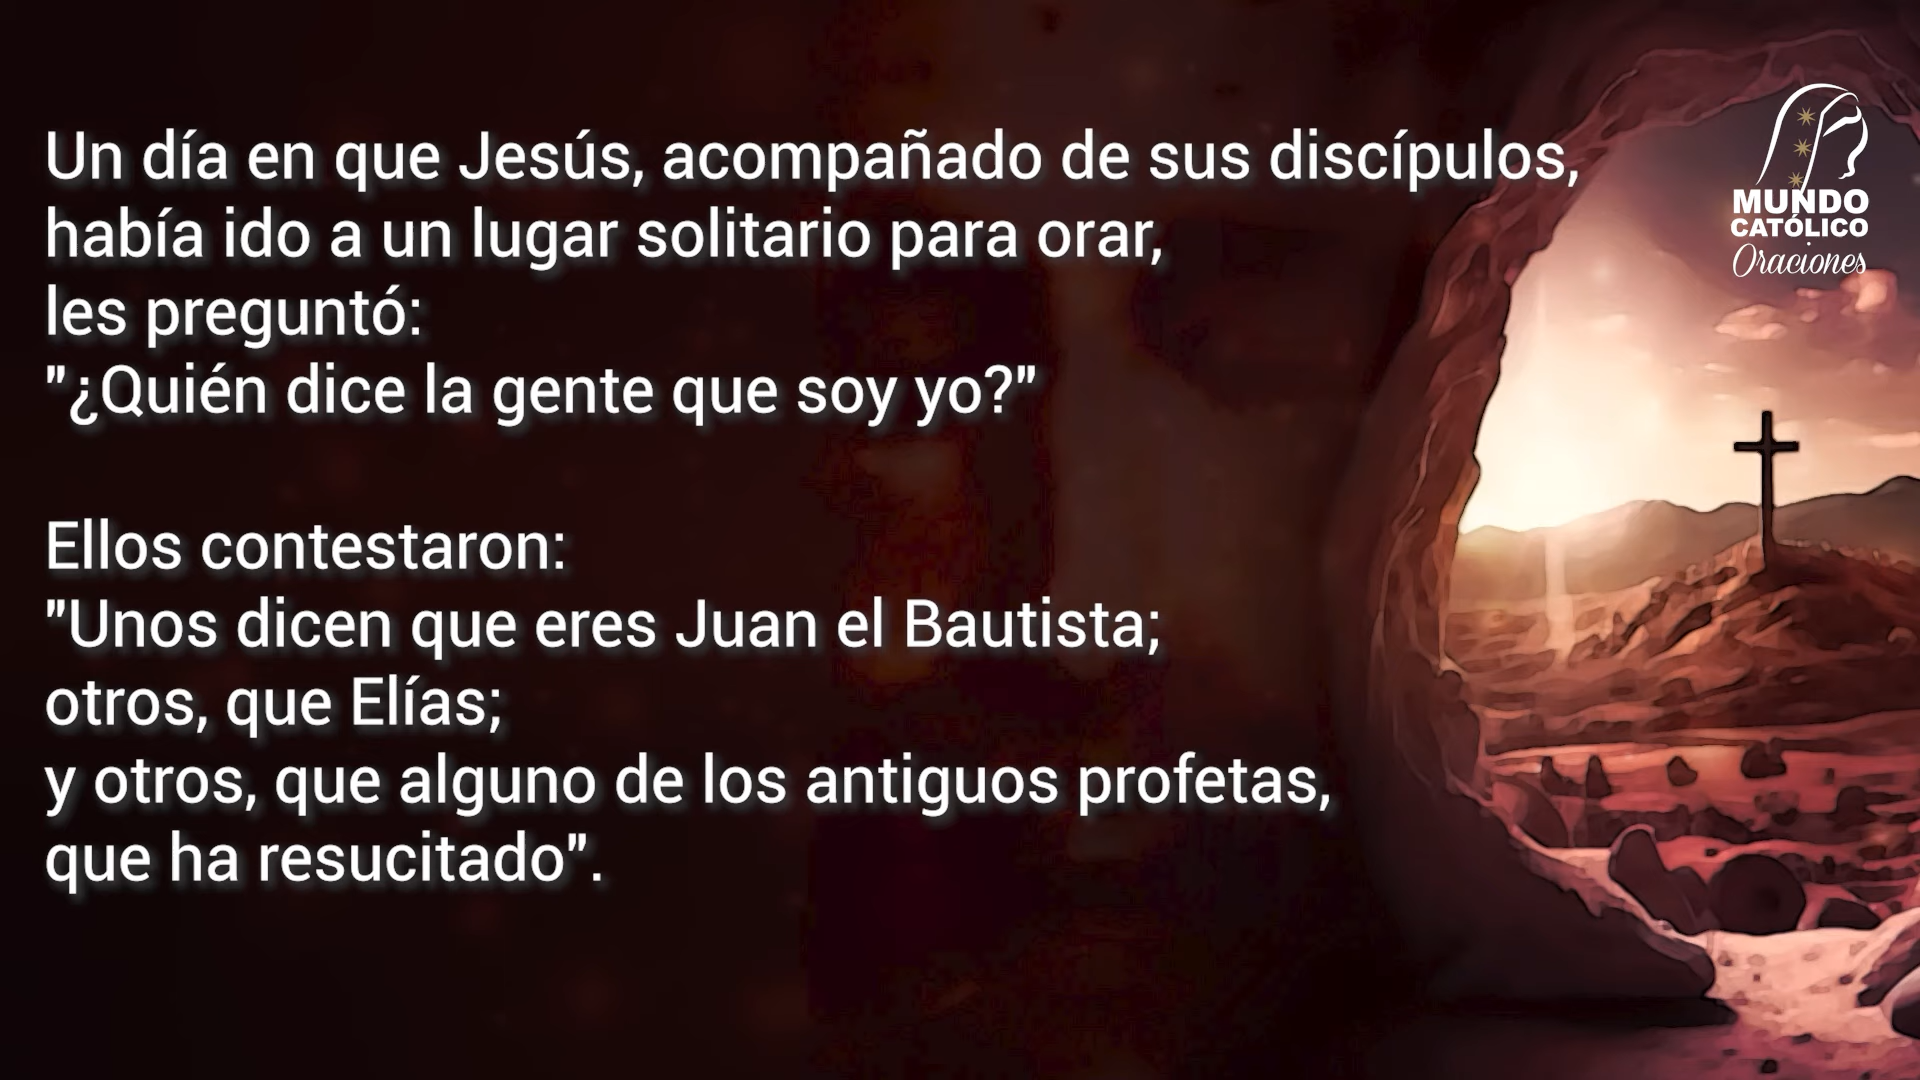 Un día en que Jesús, acompañado de sus discípulos,
había ido a un lugar solitario para orar,
les preguntó:
"¿Quién dice la gente que soy yo?"
Ellos contestaron:
"Unos dicen que eres Juan el Bautista;
otros, que Elías;
y otros, que alguno de los antiguos profetas,
que ha resucitado".
MUNDO
CATÓLICO
Oraciones